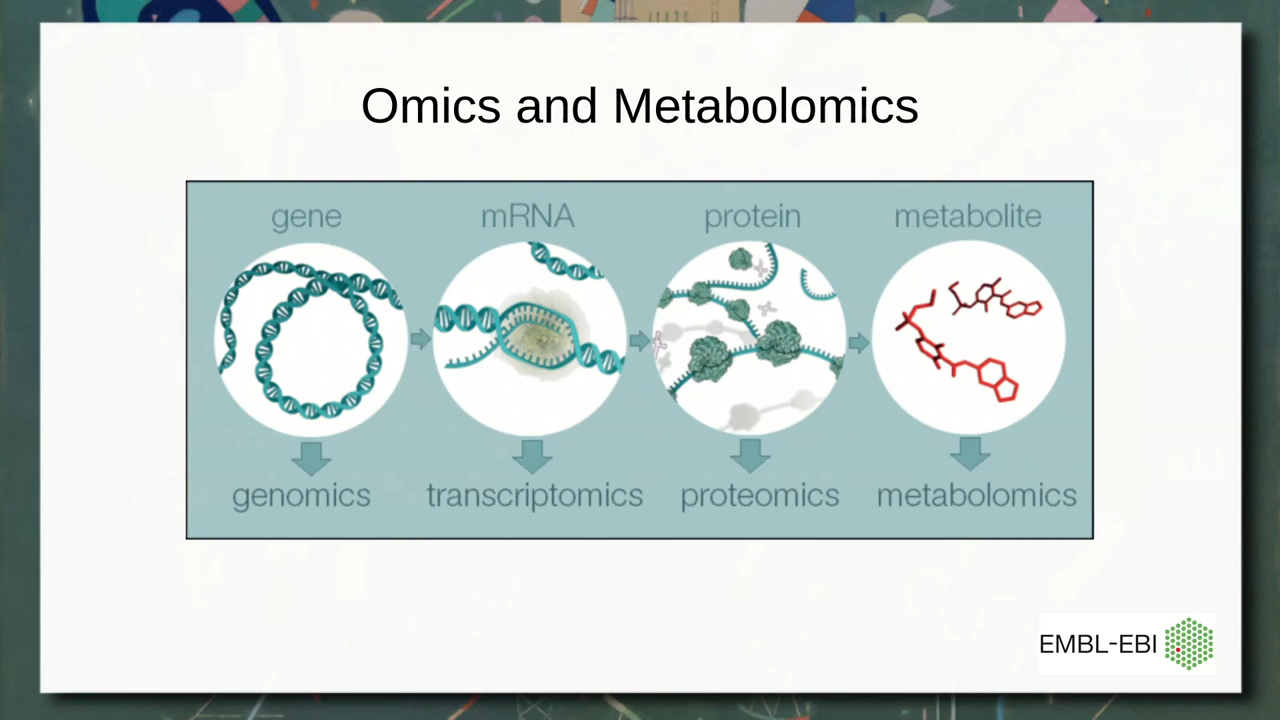 Omics and Metabolomics
gene mRNA protein metabolite
genomics transcriptomics proteomics metabolomics
EMBL-EBI